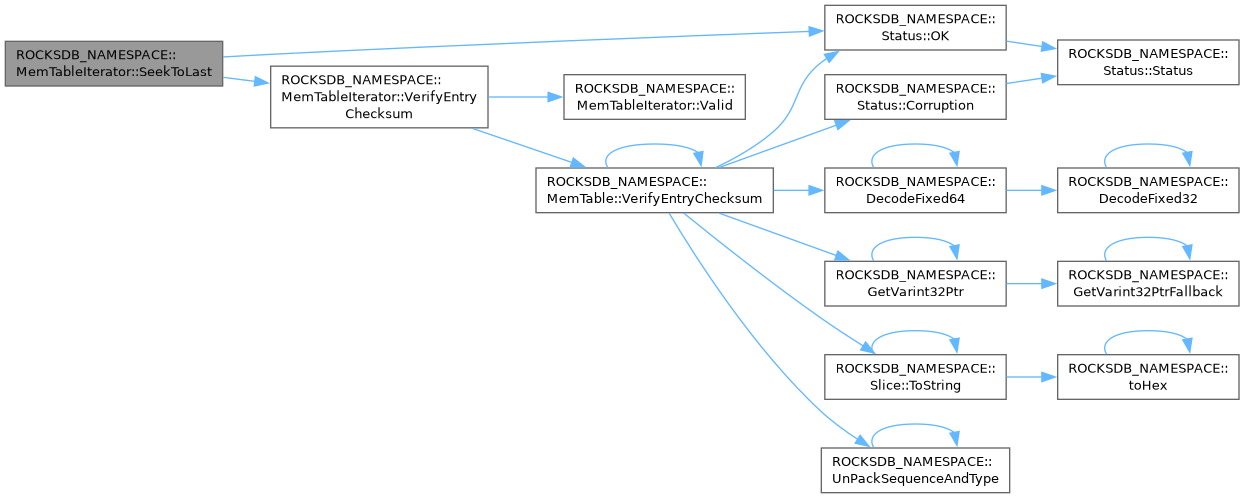 ROCKSDB_NAMESPACE::
MemTableIterator::SeekToLast
ROCKSDB_NAMESPACE::
MemTableIterator::VerifyEntry
Checksum
ROCKSDB_NAMESPACE::
MemTableIterator::Valid
ROCKSDB_NAMESPACE::
MemTable::VerifyEntryChecksum
ROCKSDB_NAMESPACE::
Status::OK
ROCKSDB_NAMESPACE::
Status::Corruption
ROCKSDB_NAMESPACE::
Status::Status
ROCKSDB_NAMESPACE::
DecodeFixed64
ROCKSDB_NAMESPACE::
DecodeFixed32
ROCKSDB_NAMESPACE::
GetVarint32Ptr
ROCKSDB_NAMESPACE::
GetVarint32PtrFallback
ROCKSDB_NAMESPACE::
Slice::ToString
ROCKSDB_NAMESPACE::
toHex
ROCKSDB_NAMESPACE::
UnPackSequenceAndType